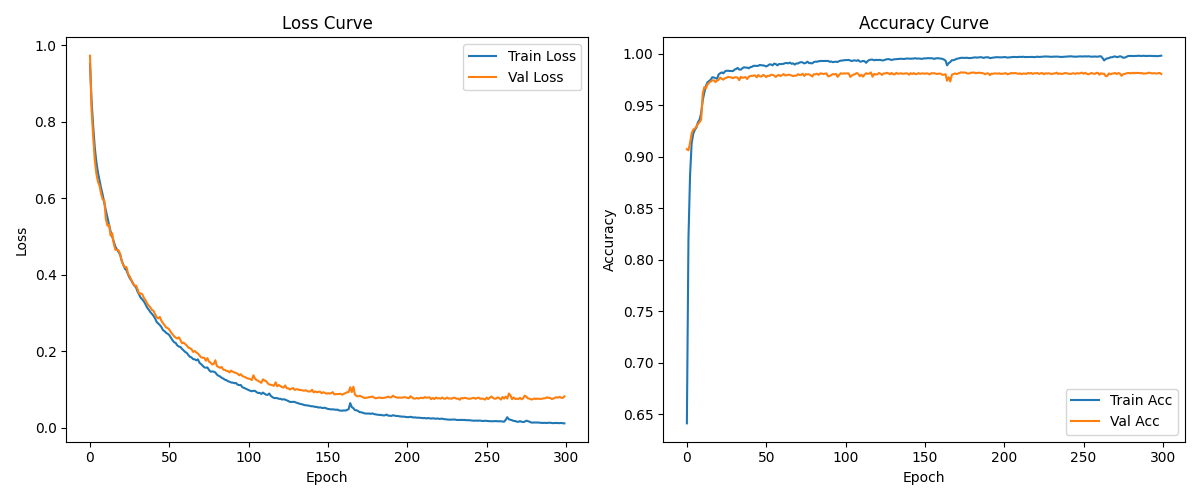 Loss Curve
1.0
0.8
0.6
0.4
0.2
0.0
Loss
0 50 100 150 200 250 300
Epoch
Train Loss
Val Loss
Accuracy Curve
1.00
0.95
0.90
0.85
0.80
0.75
0.70
0.65
Accuracy
0 50 100 150 200 250 300
Epoch
Train Acc
Val Acc